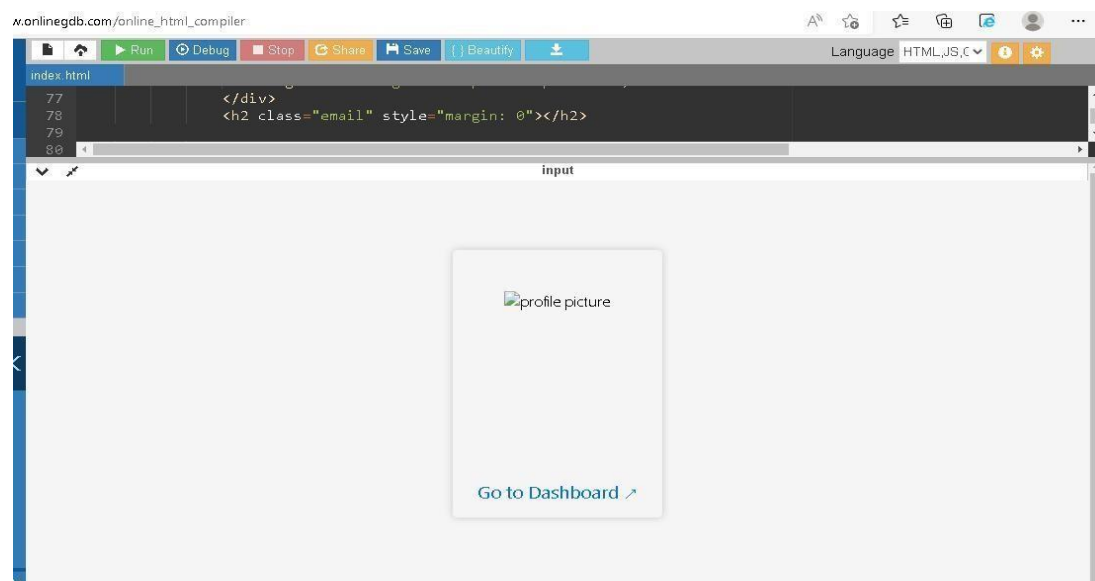 w.onlinegdb.com/online_html_compiler
Run Debug Stop Share Save { } Beautify Language HTML,JS,C
index.html
77 </div>
78 <h2 class="email" style="margin: 0"></h2>
79
80
input
profile picture
Go to Dashboard ↗